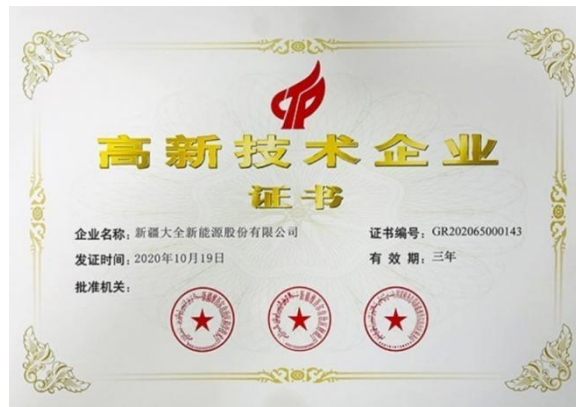 高新技术企业
证书
企业名称：新疆大全新能源股份有限公司
证书编号：GR202065000143
发证时间：2020年10月19日
有 效 期：三年
批准机关：